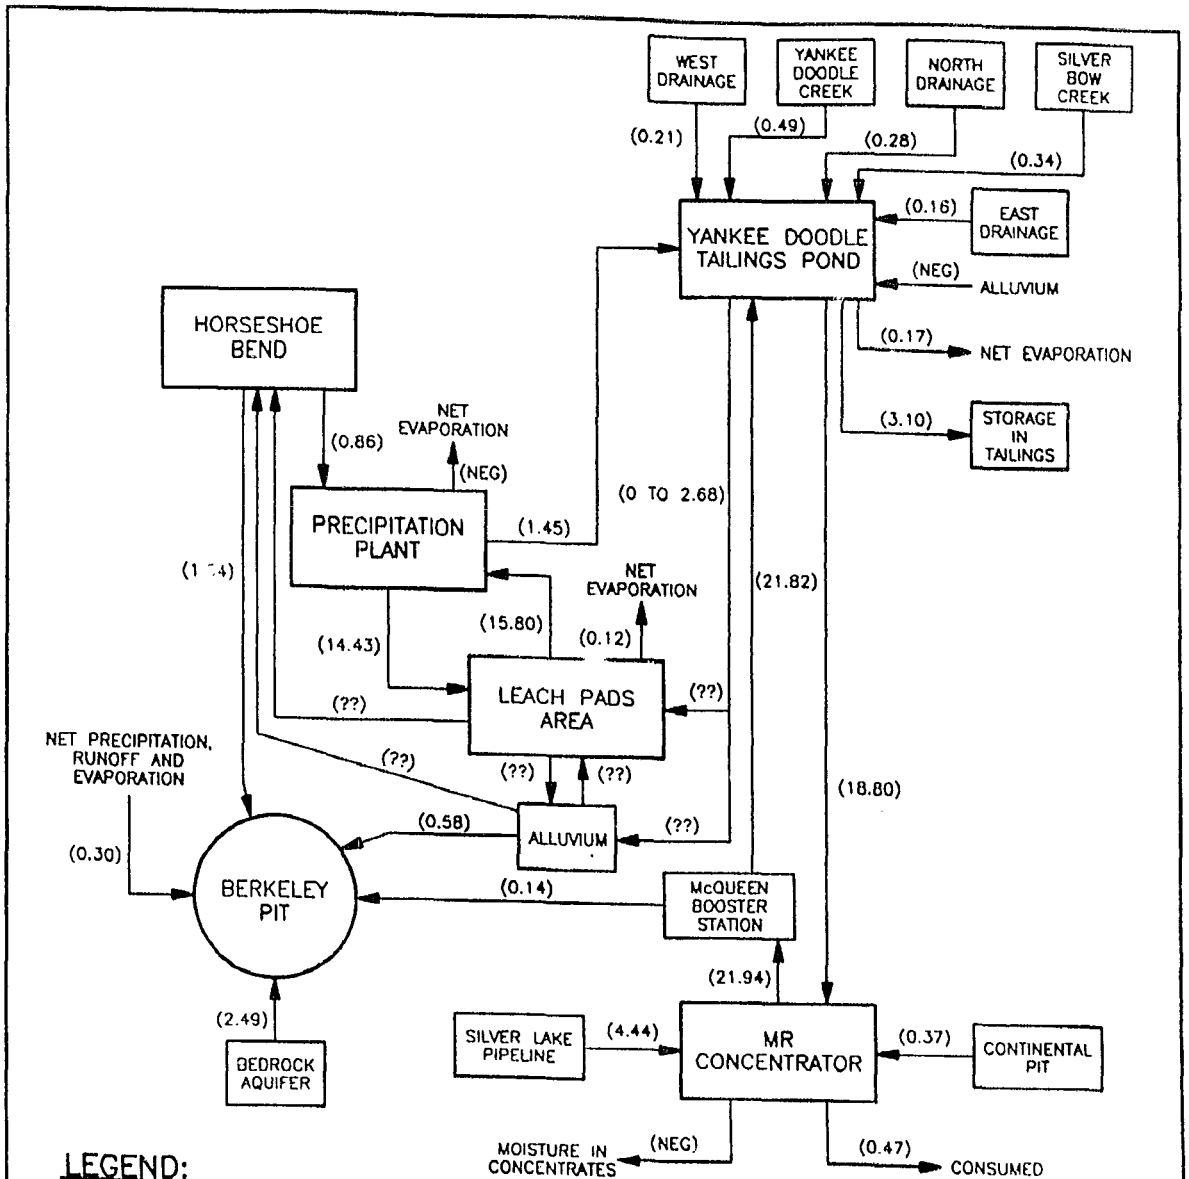 WEST
DRAINAGE
YANKEE
DOODLE
CREEK
NORTH
DRAINAGE
SILVER
BOW
CREEK
(0.21)
(0.49)
(0.28)
(0.34)
YANKEE DOODLE
TAILINGS POND
(0.16)
EAST
DRAINAGE
(NEG)
ALLUVIUM
(0.17)
NET EVAPORATION
(3.10)
STORAGE
IN
TAILINGS
HORSESHOE
BEND
(0.86)
NET
EVAPORATION
(NEG)
PRECIPITATION
PLANT
(1.45)
(0 TO 2.68)
(21.82)
(14.43)
(15.80)
NET
EVAPORATION
(0.12)
LEACH PADS
AREA
(??)
(??)
(??)
(??)
(??)
(??)
NET PRECIPITATION,
RUNOFF AND
EVAPORATION
(0.30)
(0.58)
ALLUVIUM
(18.80)
BERKELEY
PIT
(0.14)
McQUEEN
BOOSTER
STATION
(21.94)
(2.49)
BEDROCK
AQUIFER
SILVER LAKE
PIPELINE
(4.44)
MR
CONCENTRATOR
(0.37)
CONTINENTAL
PIT
MOISTURE IN
CONCENTRATES
(NEG)
(0.47)
CONSUMED
LEGEND: